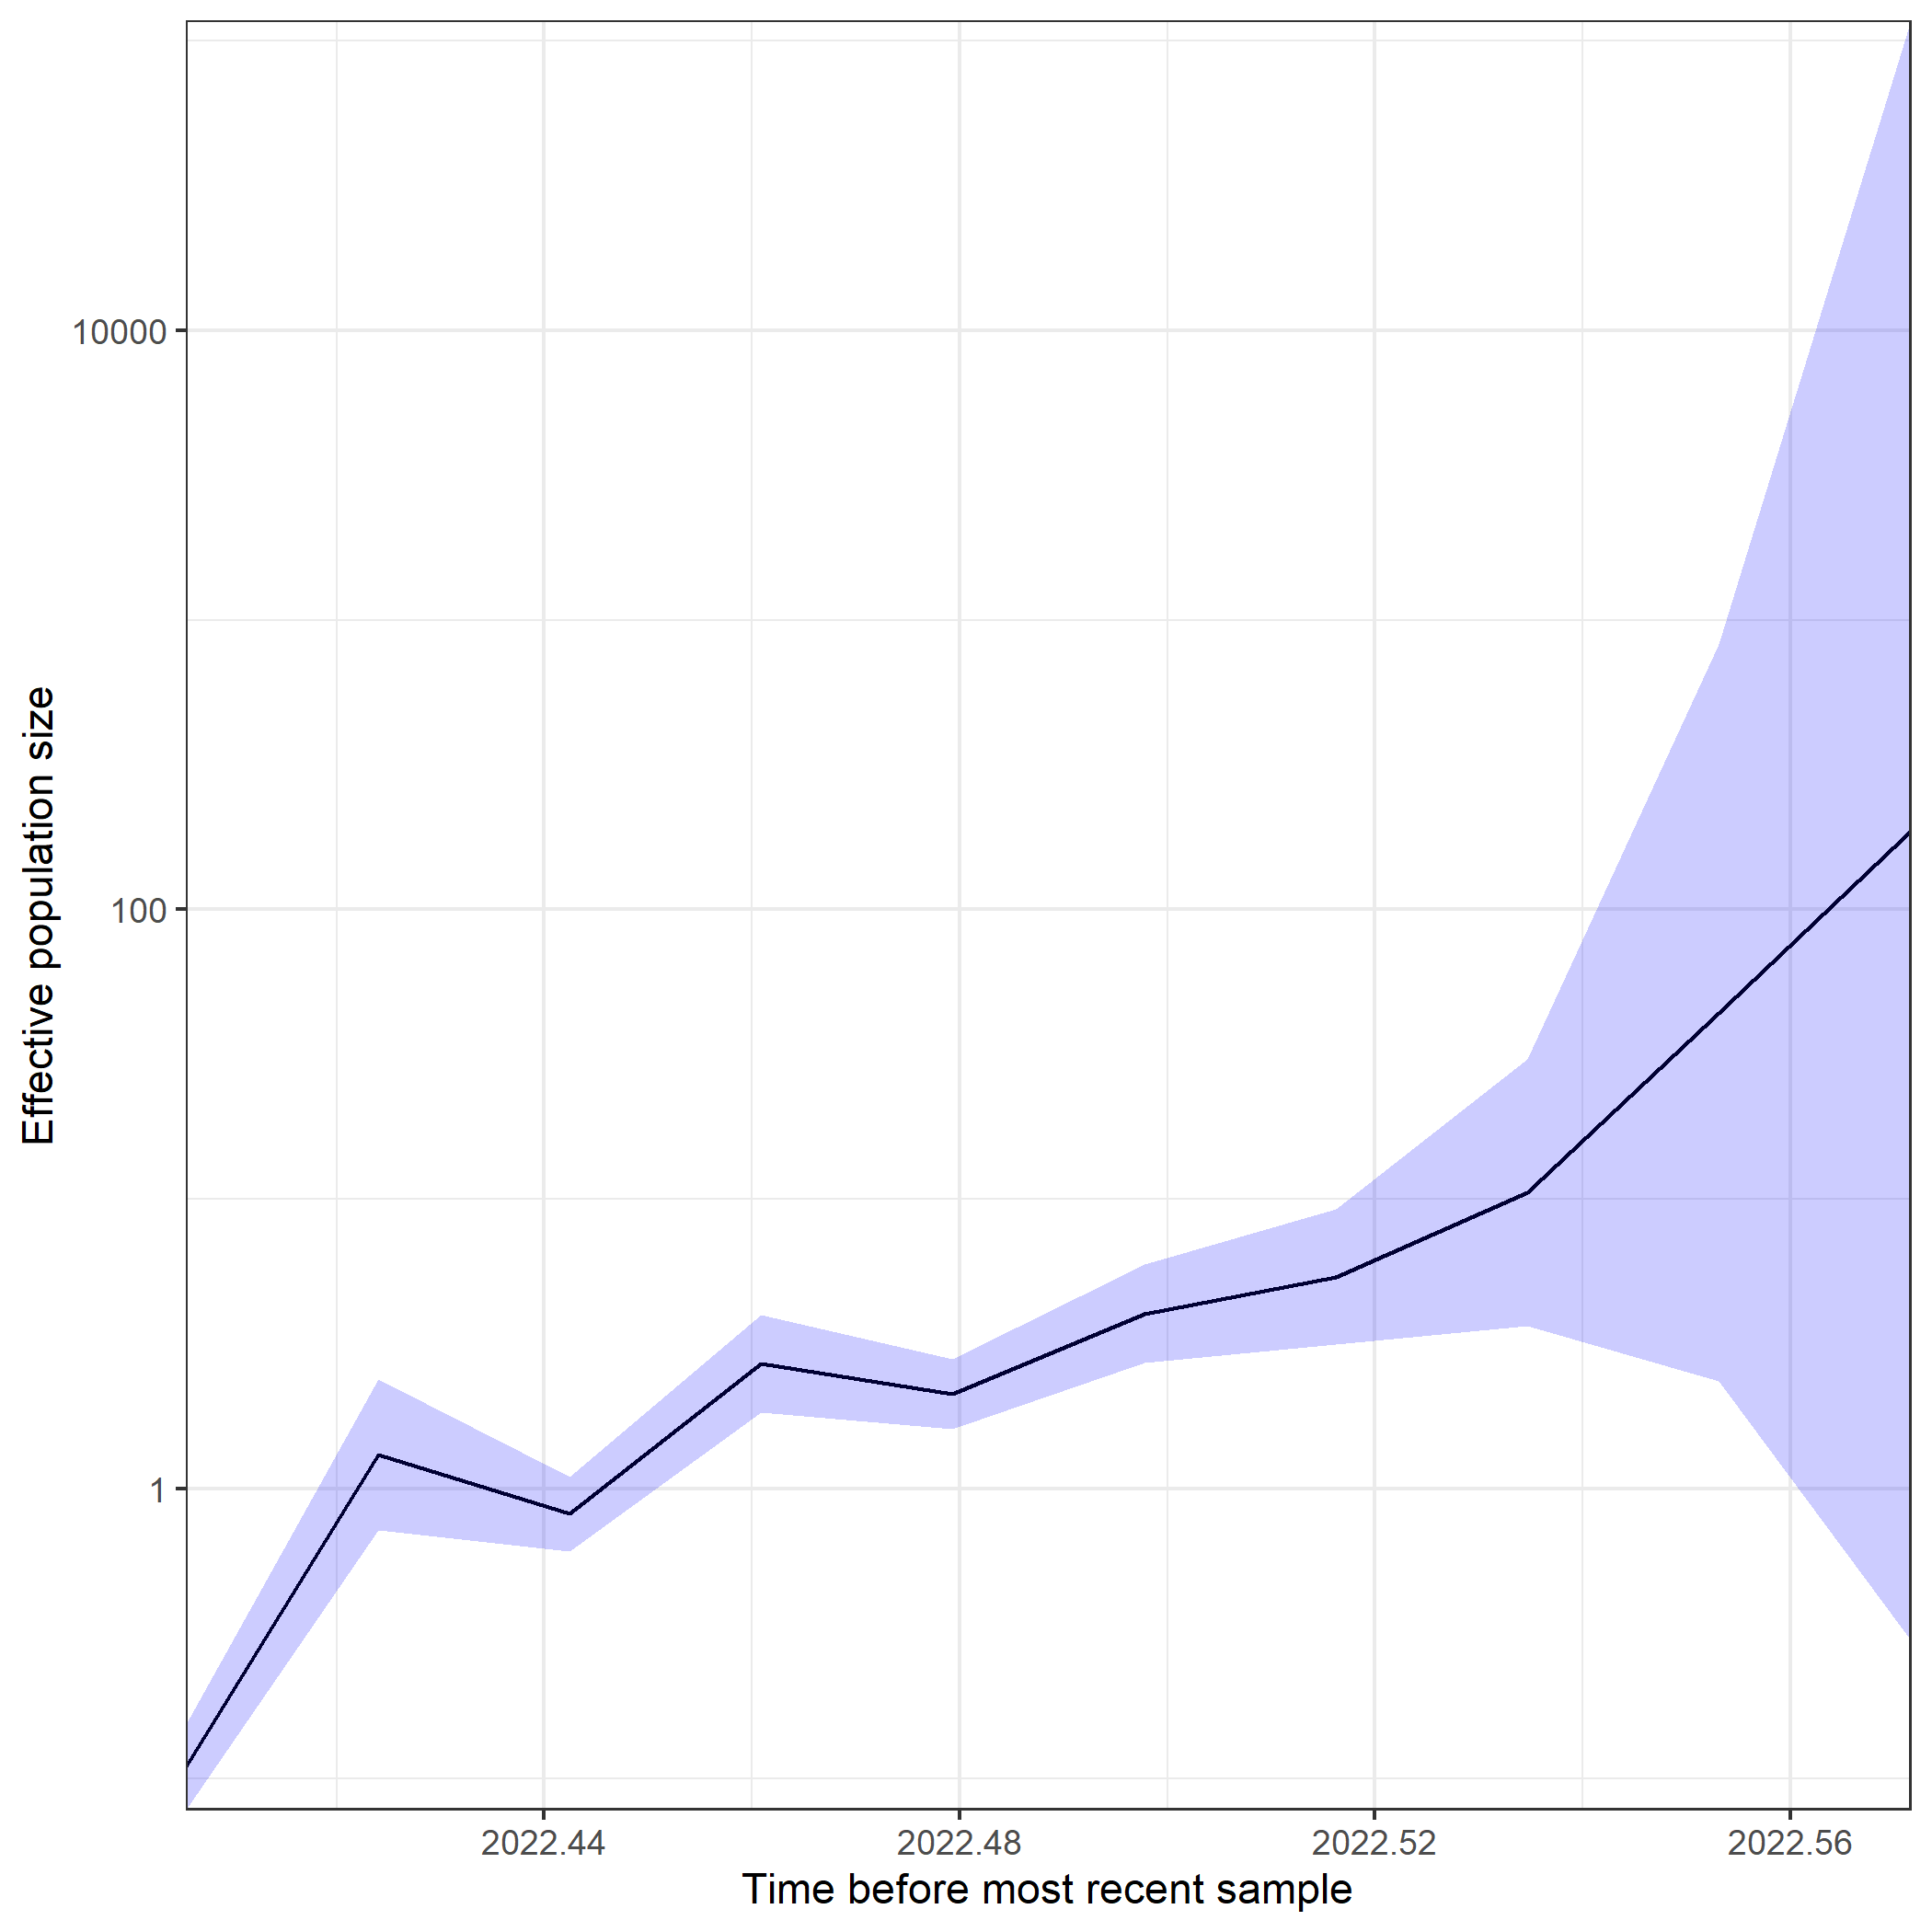 Effective population size
10000
100
1
2022.44 2022.48 2022.52 2022.56
Time before most recent sample